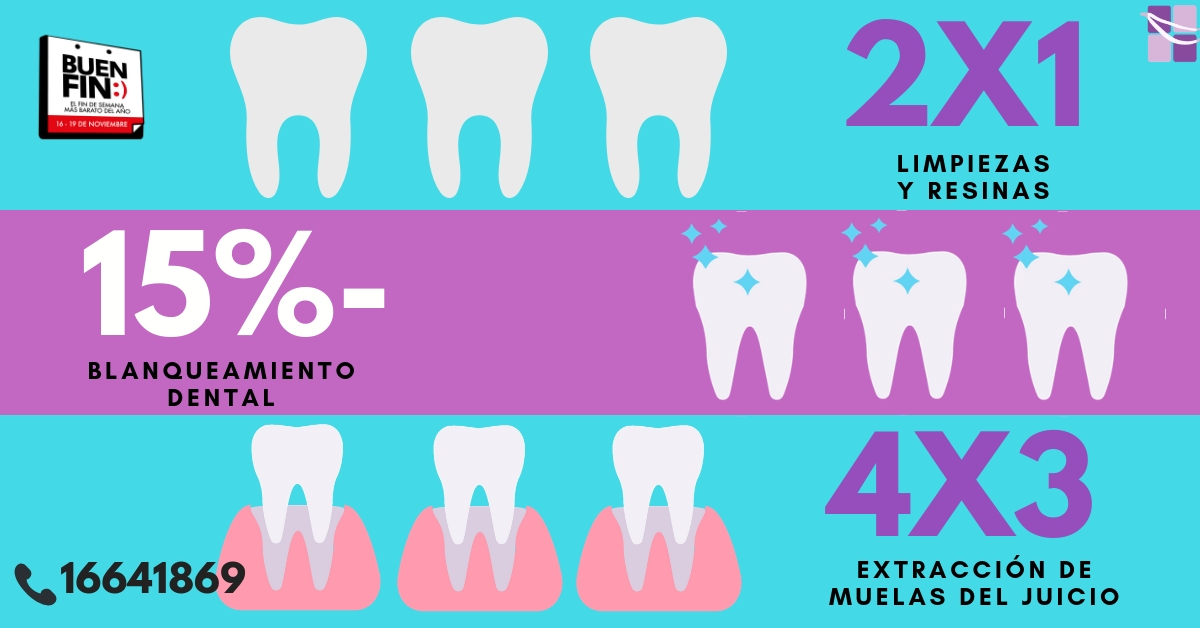 BUEN
FIN:)
EL FIN DE SEMANA
MÁS BARATO DEL AÑO
16 - 19 DE NOVIEMBRE
2X1
LIMPIEZAS
Y RESINAS
15%-
BLANQUEAMIENTO
DENTAL
4X3
EXTRACCIÓN DE
MUELAS DEL JUICIO
16641869